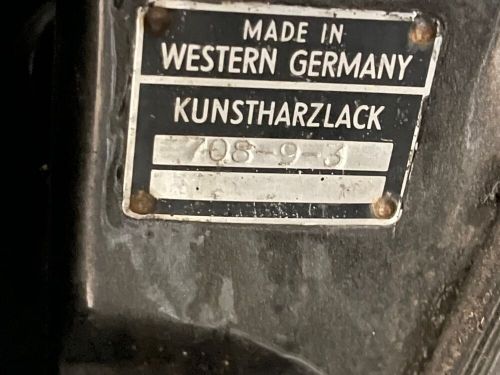 MADE IN
WESTERN GERMANY
KUNSTHARZLACK
708-9-3